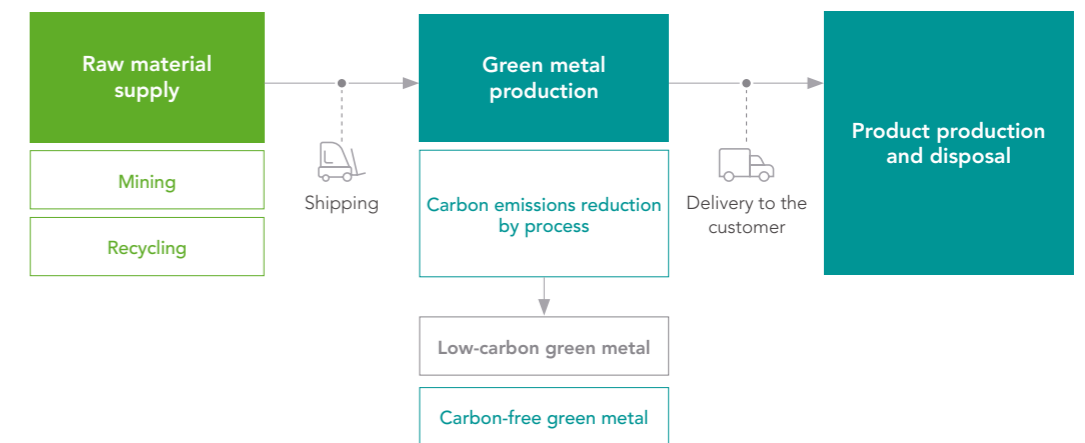 Raw material
supply
Mining
Recycling
Shipping
Green metal
production
Carbon emissions reduction
by process
Low-carbon green metal
Carbon-free green metal
Delivery to the
customer
Product production
and disposal